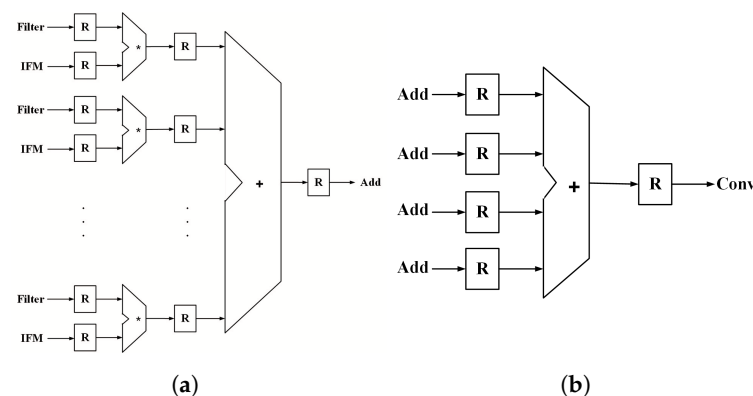 Filter R
* R
IFM R
Filter R
* R
IFM R
+ R Add
Filter R
* R
IFM R
(a)
Add R
Add R
+ R Conv
Add R
Add R
(b)